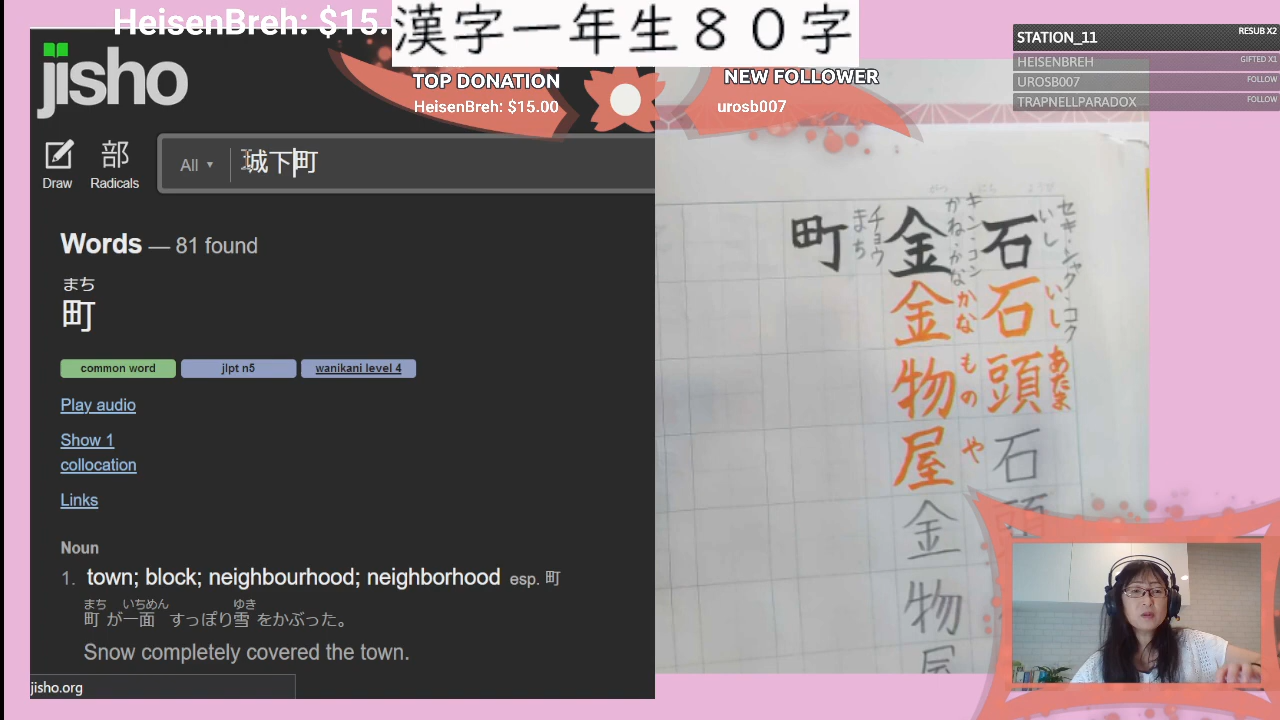 HeisenBreh: $15.
漢字一年生８０字
jisho
TOP DONATION
HeisenBreh: $15.00
NEW FOLLOWER
urosb007
STATION_11 RESUB X2
HEISENBREH GIFTED X1
UROSB007 FOLLOW
TRAPNELLPARADOX FOLLOW
Draw
部
Radicals
All ▾
城下町
Words — 81 found
まち
町
common word
jlpt n5
wanikani level 4
Play audio
Show 1
collocation
Links
Noun
1. town; block; neighbourhood; neighborhood esp. 町
まち いちめん ゆき
町が一面すっぽり雪をかぶった。
Snow completely covered the town.
jisho.org
セキ・シャク・コク
いし
石
いし あたま
石頭
石頭
キン・コン
かね・かな
金
かな もの や
金物屋
金物屋
チョウ
まち
町